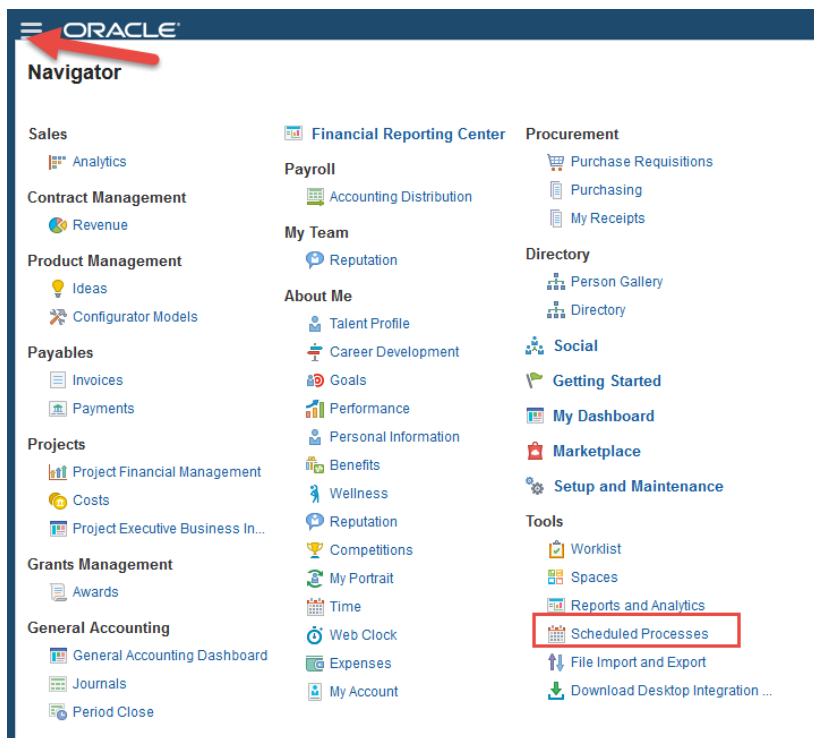 ORACLE
Navigator
Sales
Analytics
Contract Management
Revenue
Product Management
Ideas
Configurator Models
Payables
Invoices
Payments
Projects
Project Financial Management
Costs
Project Executive Business In...
Grants Management
Awards
General Accounting
General Accounting Dashboard
Journals
Period Close
Financial Reporting Center
Payroll
Accounting Distribution
My Team
Reputation
About Me
Talent Profile
Career Development
Goals
Performance
Personal Information
Benefits
Wellness
Reputation
Competitions
My Portrait
Time
Web Clock
Expenses
My Account
Procurement
Purchase Requisitions
Purchasing
My Receipts
Directory
Person Gallery
Directory
Social
Getting Started
My Dashboard
Marketplace
Setup and Maintenance
Tools
Worklist
Spaces
Reports and Analytics
Scheduled Processes
File Import and Export
Download Desktop Integration ...